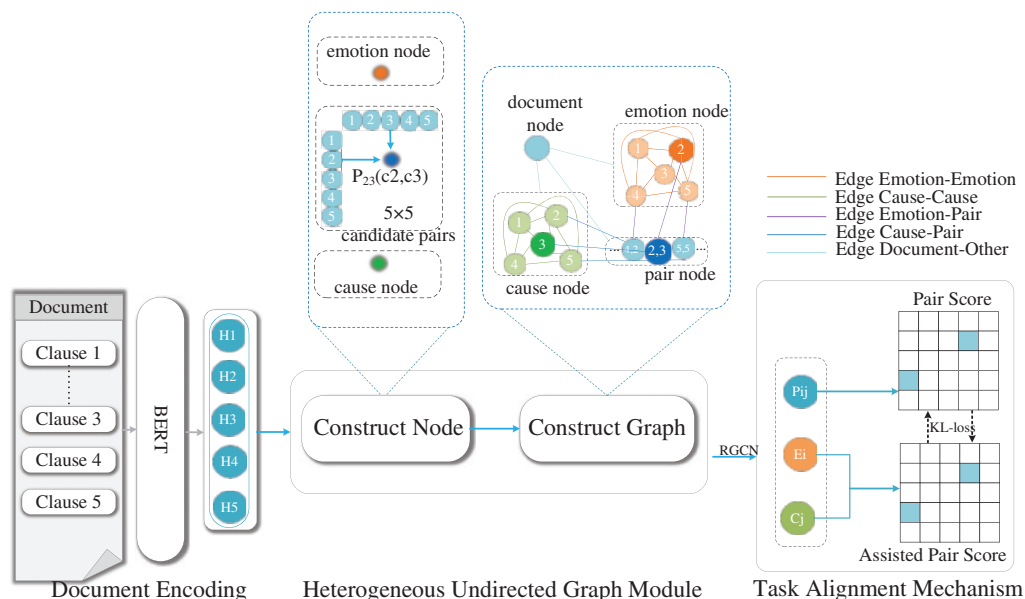 emotion node
1 2 3 4 5
1
2
3
4
5
P23(c2,c3)
5×5
candidate pairs
cause node
document
node
emotion node
1
2
3
4
5
1
2
3
4
5
2,3
5,5
cause node
pair node
Edge Emotion-Emotion
Edge Cause-Cause
Edge Emotion-Pair
Edge Cause-Pair
Edge Document-Other
Document
Clause 1
Clause 3
Clause 4
Clause 5
BERT
H1
H2
H3
H4
H5
Construct Node
Construct Graph
RGCN
Pair Score
Pij
Ei
Cj
KL-loss
Assisted Pair Score
Document Encoding
Heterogeneous Undirected Graph Module
Task Alignment Mechanism